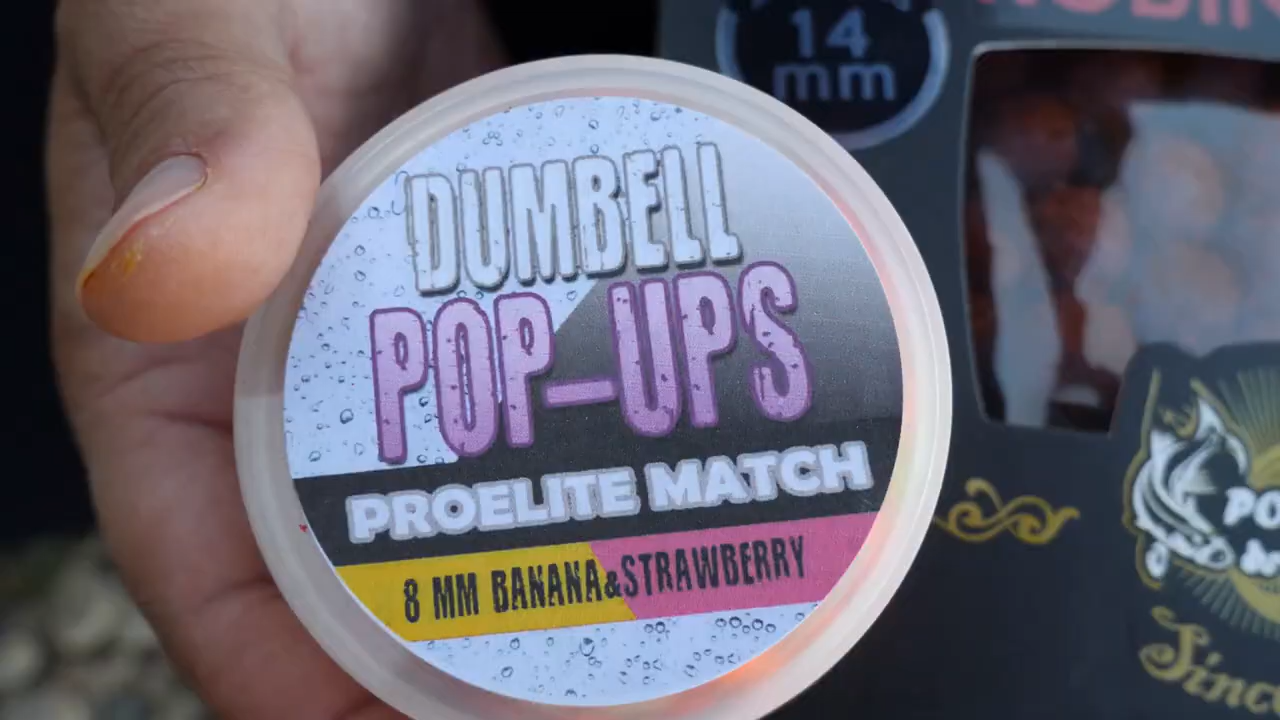 14
mm
DUMBELL
POP-UPS
PROELITE MATCH
8 MM BANANA&STRAWBERRY